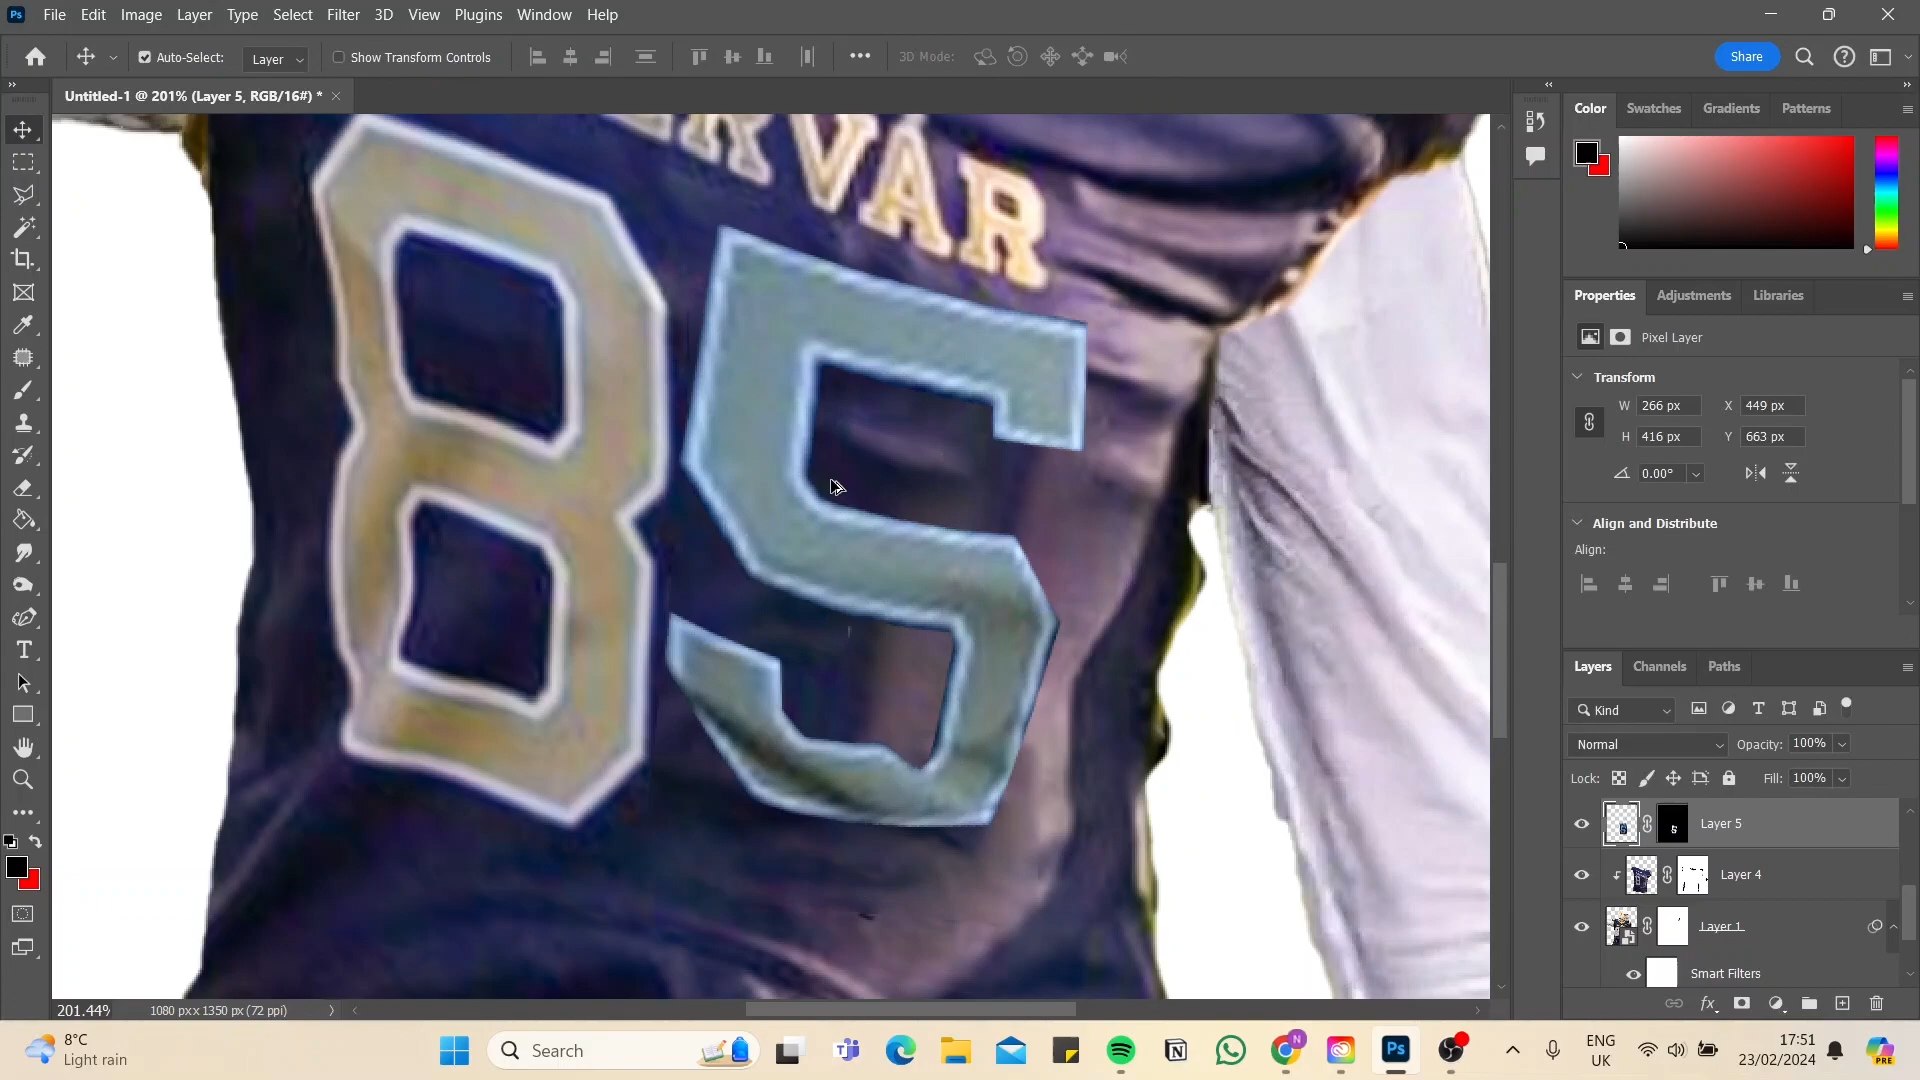 Ps File Edit Image Layer Type Select Filter 3D View Plugins Window Help
Auto-Select: Layer Show Transform Controls 3D Mode: Share
Untitled-1 @ 201% (Layer 5, RGB/16#) *
Color Swatches Gradients Patterns
Properties Adjustments Libraries
Pixel Layer
Transform
W 266 px X 449 px
H 416 px Y 663 px
0.00°
Align and Distribute
Align:
Layers Channels Paths
Kind
Normal Opacity: 100%
Lock: Fill: 100%
Layer 5
Layer 4
Layer 1
Smart Filters
VAR
85
201.44% 1080 px x 1350 px (72 ppi)
8°C
Light rain
Search
N
Ps
PRE
ENG
UK
17:51
23/02/2024